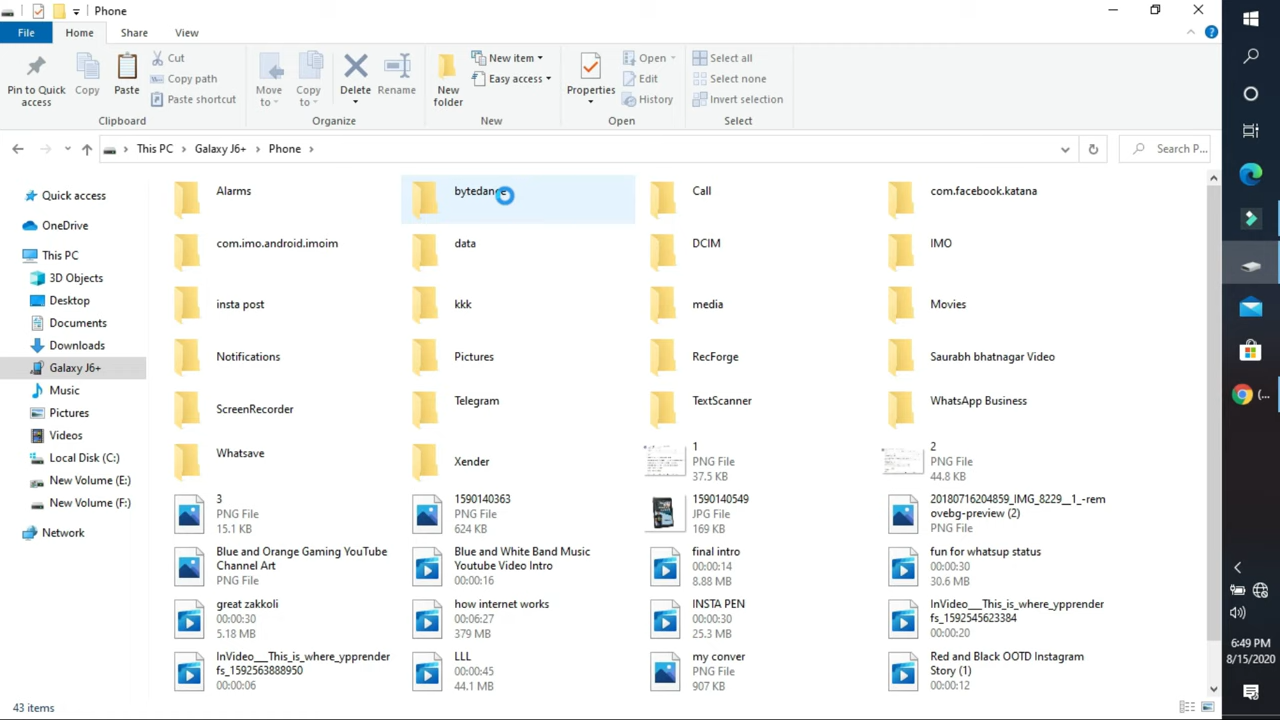 Phone
File Home Share View
Pin to Quick access
Copy
Paste
Cut
Copy path
Paste shortcut
Clipboard
Move to
Copy to
Delete
Rename
Organize
New folder
New item
Easy access
New
Properties
Open
Edit
History
Open
Select all
Select none
Invert selection
Select
This PC > Galaxy J6+ > Phone >
Search P...
Quick access
OneDrive
This PC
3D Objects
Desktop
Documents
Downloads
Galaxy J6+
Music
Pictures
Videos
Local Disk (C:)
New Volume (E:)
New Volume (F:)
Network
Alarms
bytedance
Call
com.facebook.katana
com.imo.android.imoim
data
DCIM
IMO
insta post
kkk
media
Movies
Notifications
Pictures
RecForge
Saurabh bhatnagar Video
ScreenRecorder
Telegram
TextScanner
WhatsApp Business
Whatsave
Xender
1
PNG File
37.5 KB
2
PNG File
44.8 KB
3
PNG File
15.1 KB
1590140363
PNG File
624 KB
1590140549
JPG File
169 KB
20180716204859_IMG_8229__1_-rem
ovebg-preview (2)
PNG File
Blue and Orange Gaming YouTube
Channel Art
PNG File
Blue and White Band Music
Youtube Video Intro
00:00:16
final intro
00:00:14
8.88 MB
fun for whatsup status
00:00:30
30.6 MB
great zakkoli
00:00:30
5.18 MB
how internet works
00:06:27
379 MB
INSTA PEN
00:00:30
25.3 MB
InVideo___This_is_where_ypprender
fs_1592545623384
00:00:20
InVideo___This_is_where_ypprender
fs_1592563888950
00:00:06
LLL
00:00:45
44.1 MB
my conver
PNG File
907 KB
Red and Black OOTD Instagram
Story (1)
00:00:12
43 items
(...
6:49 PM
8/15/2020